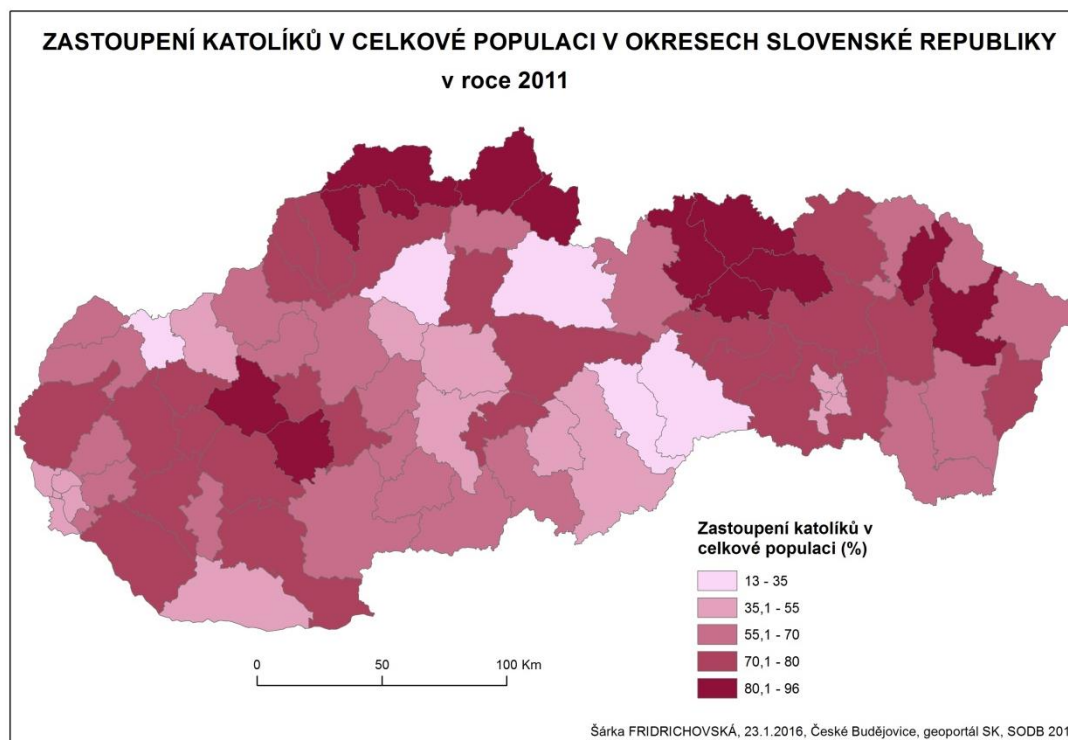 ZASTOUPENÍ KATOLÍKŮ V CELKOVÉ POPULACI V OKRESECH SLOVENSKÉ REPUBLIKY
v roce 2011
Zastoupení katolíků v
celkové populaci (%)
13 - 35
35,1 - 55
55,1 - 70
70,1 - 80
80,1 - 96
0 50 100 Km
Šárka FRIDRICHOVSKÁ, 23.1.2016, České Budějovice, geoportál SK, SODB 201